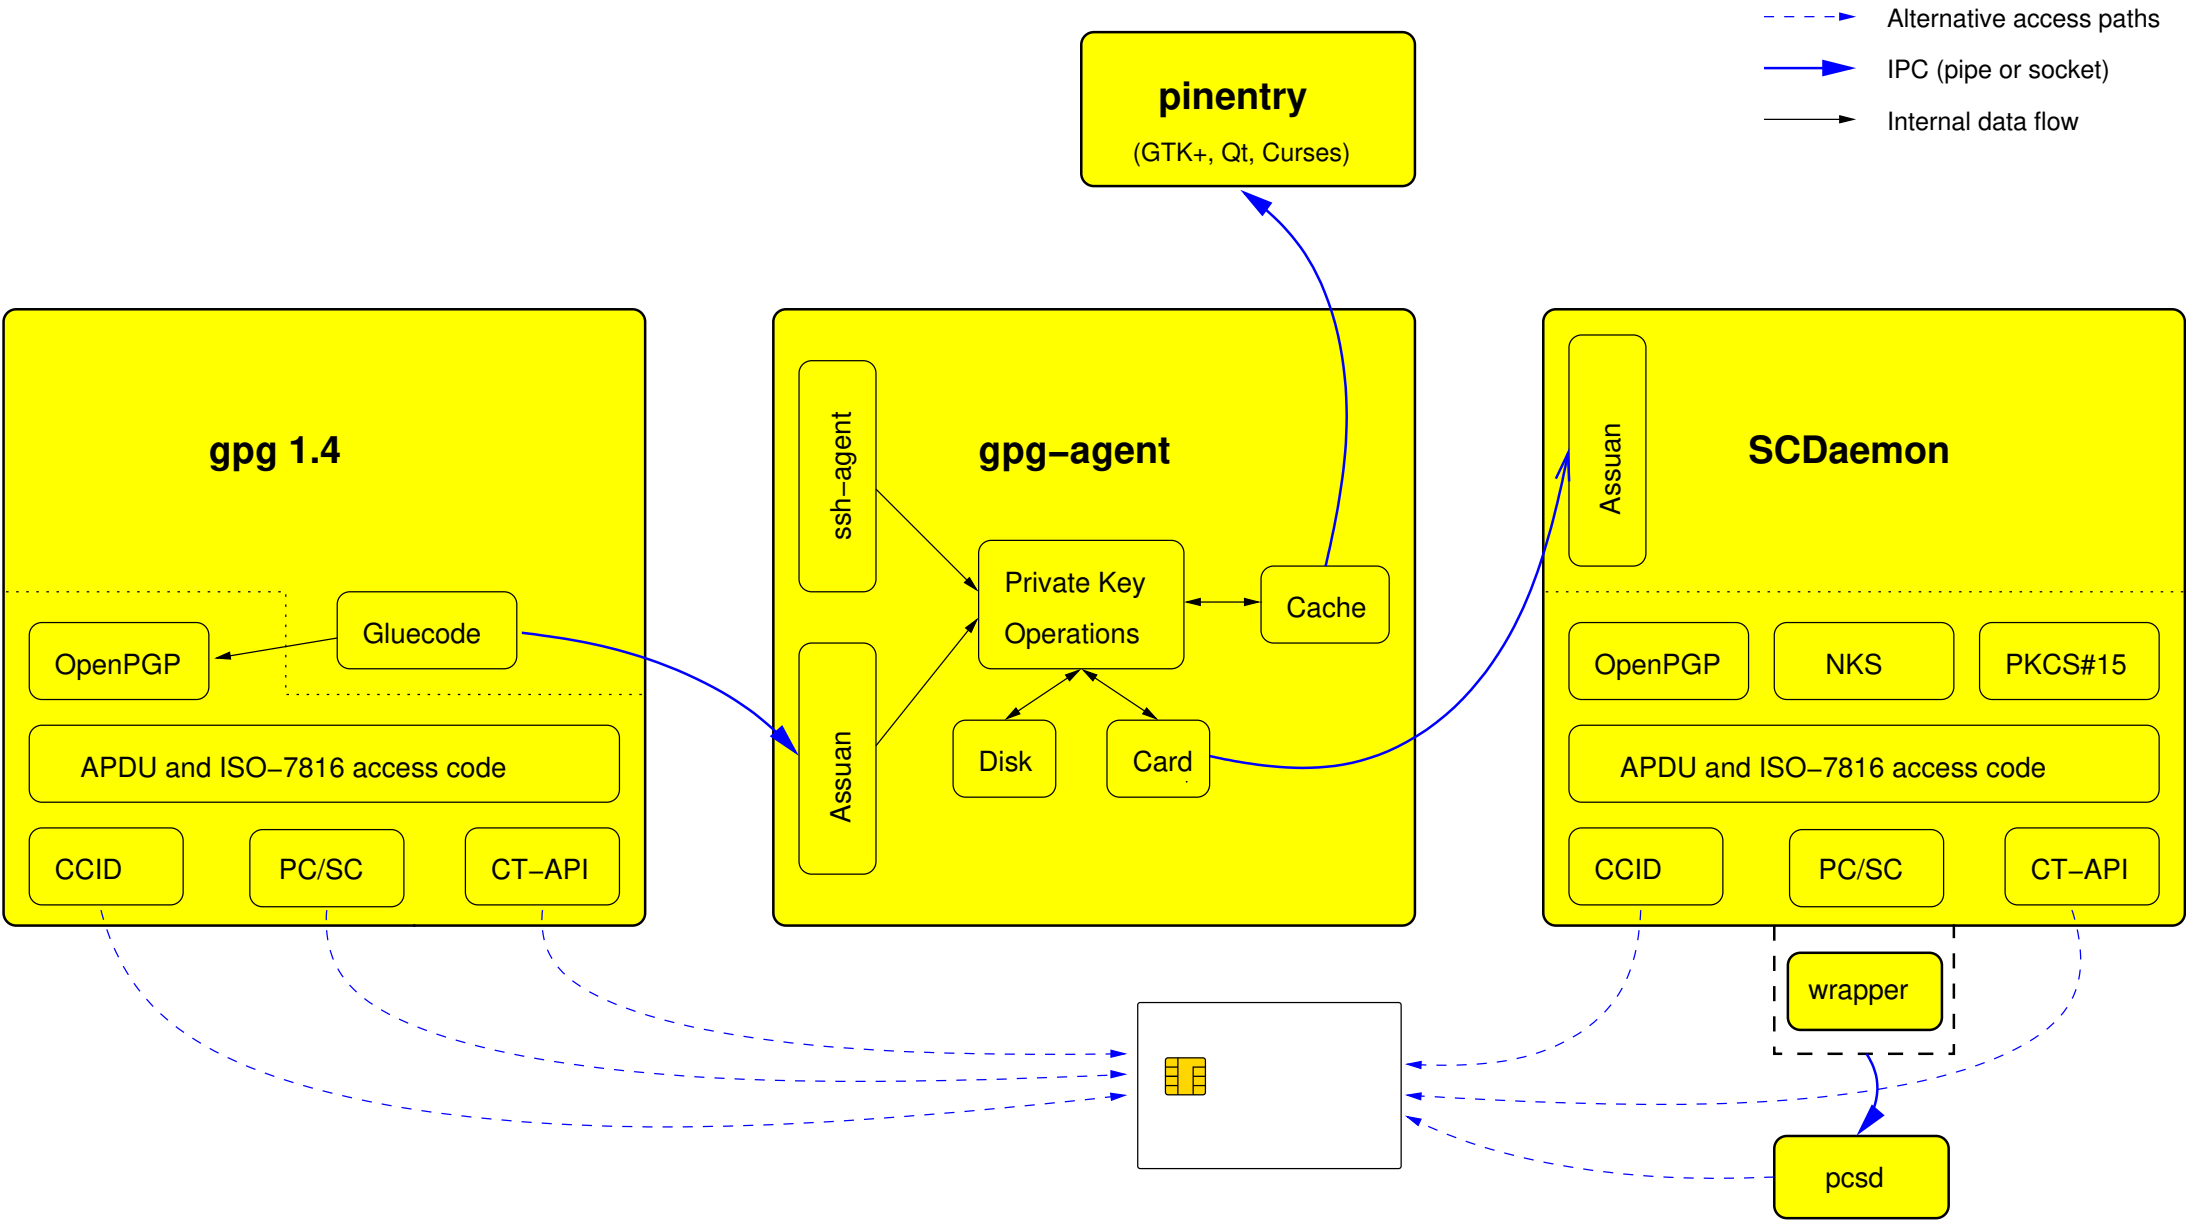 Alternative access paths
IPC (pipe or socket)
Internal data flow
pinentry
(GTK+, Qt, Curses)
gpg 1.4
Gluecode
OpenPGP
APDU and ISO−7816 access code
CCID
PC/SC
CT−API
gpg−agent
ssh−agent
Assuan
Private Key
Operations
Cache
Disk
Card
SCDaemon
Assuan
OpenPGP
NKS
PKCS#15
APDU and ISO−7816 access code
CCID
PC/SC
CT−API
wrapper
pcsd